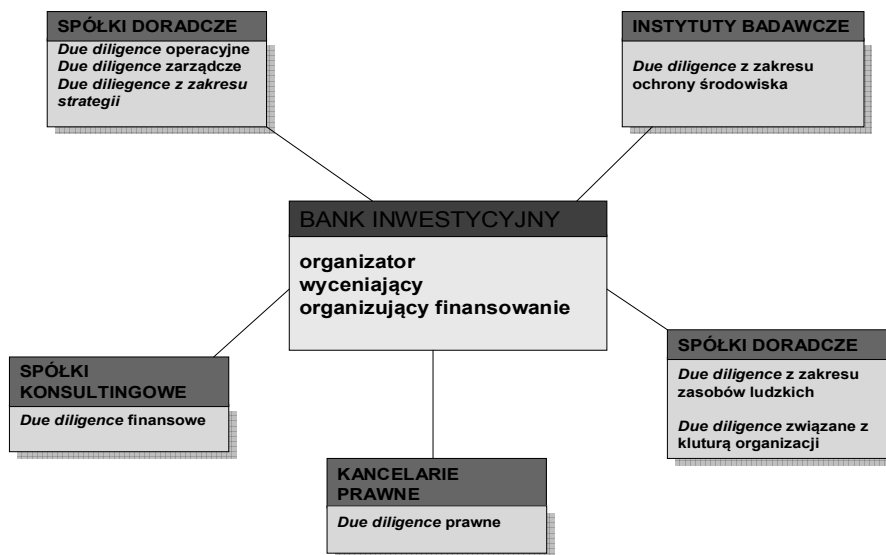 SPÓŁKI DORADCZE
Due diligence operacyjne
Due diligence zarządcze
Due diliegence z zakresu
strategii
INSTYTUTY BADAWCZE
Due diligence z zakresu
ochrony środowiska
BANK INWESTYCYJNY
organizator
wyceniający
organizujący finansowanie
SPÓŁKI
KONSULTINGOWE
Due diligence finansowe
KANCELARIE
PRAWNE
Due diligence prawne
SPÓŁKI DORADCZE
Due diligence z zakresu
zasobów ludzkich
Due diligence związane z
kluturą organizacji